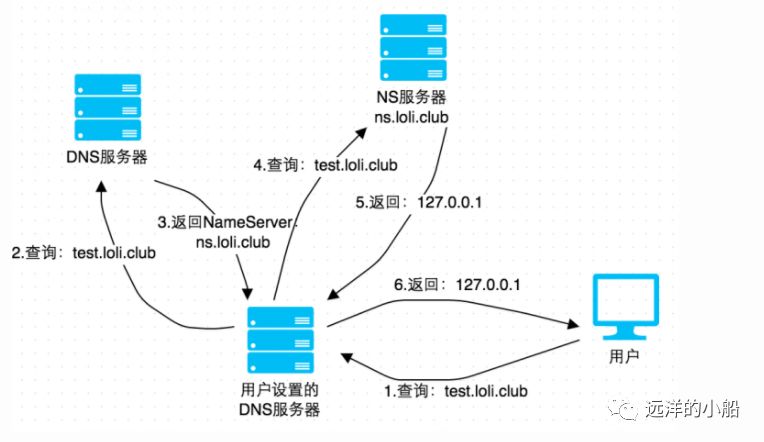 NS服务器
ns.loli.club
DNS服务器
4.查询：test.loli.club
5.返回：127.0.0.1
3.返回NameServer：
ns.loli.club
2.查询：test.loli.club
6.返回：127.0.0.1
用户
用户设置的
DNS服务器
1.查询：test.loli.club
远洋的小船